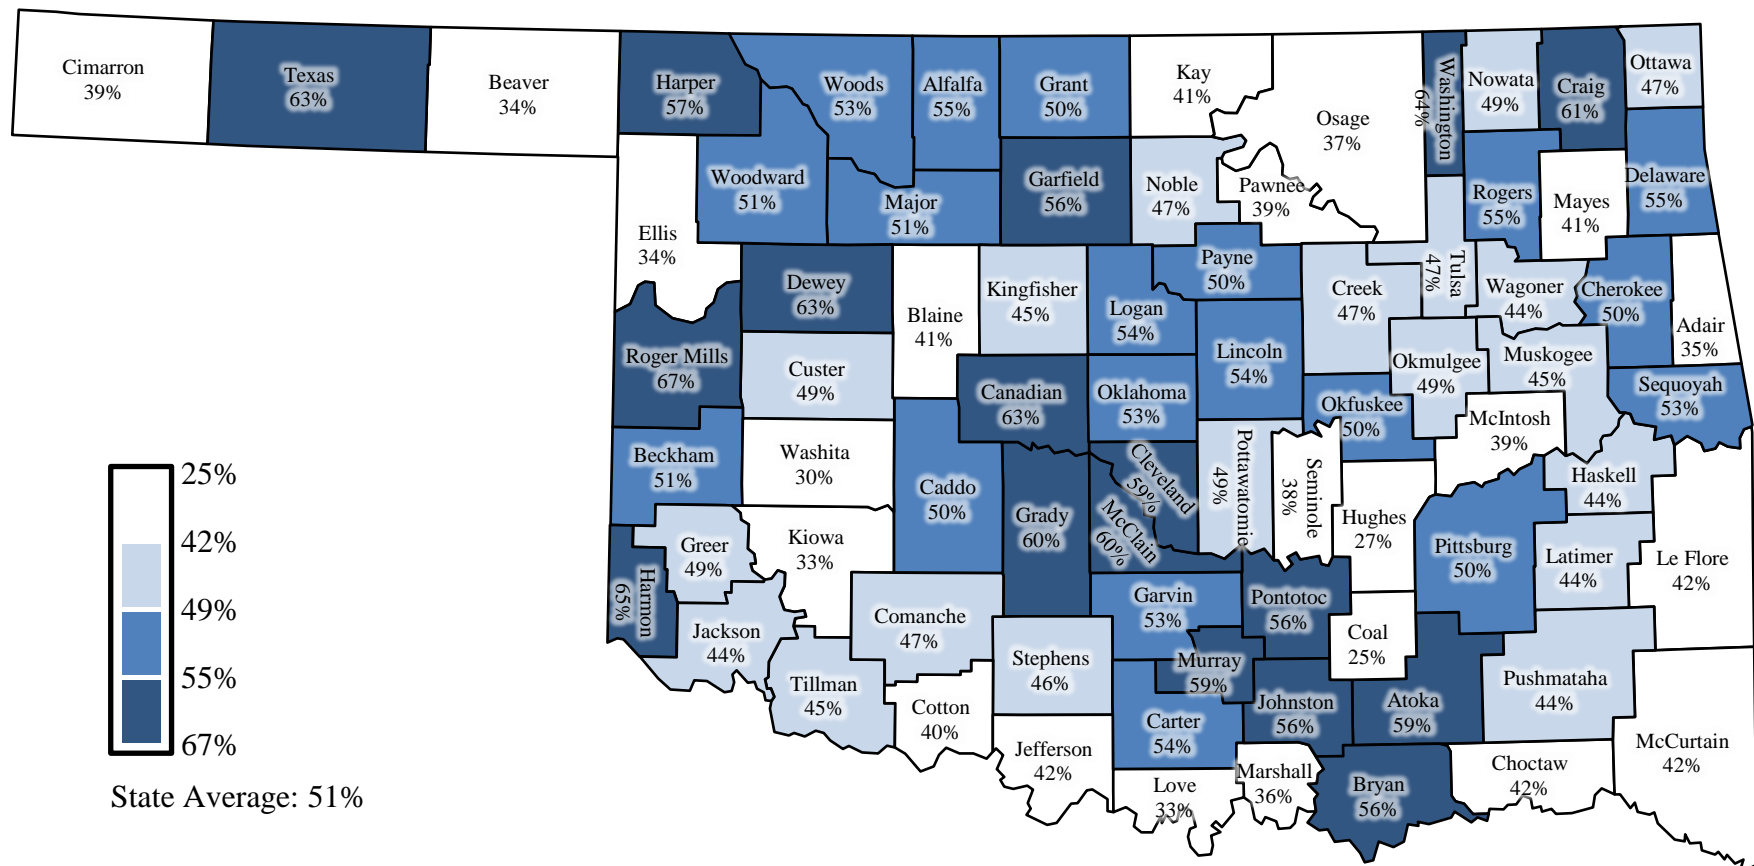 Cimarron
39%
Texas
63%
Beaver
34%
Harper
57%
Woods
53%
Alfalfa
55%
Grant
50%
Kay
41%
Osage
37%
Washington
64%
Nowata
49%
Craig
61%
Ottawa
47%
Ellis
34%
Woodward
51%
Major
51%
Garfield
56%
Noble
47%
Pawnee
39%
Rogers
55%
Mayes
41%
Delaware
55%
Dewey
63%
Blaine
41%
Kingfisher
45%
Logan
54%
Payne
50%
Creek
47%
Tulsa
47%
Wagoner
44%
Cherokee
50%
Adair
35%
Roger Mills
67%
Custer
49%
Canadian
63%
Oklahoma
53%
Lincoln
54%
Okfuskee
50%
Okmulgee
49%
Muskogee
45%
McIntosh
39%
Sequoyah
53%
Beckham
51%
Washita
30%
Caddo
50%
Grady
60%
Cleveland
59%
McClain
60%
Pottawatomie
49%
Seminole
38%
Hughes
27%
Pittsburg
50%
Haskell
44%
Latimer
44%
Le Flore
42%
Greer
49%
Kiowa
33%
Harmon
65%
Jackson
44%
Tillman
45%
Comanche
47%
Cotton
40%
Stephens
46%
Jefferson
42%
Garvin
53%
Murray
59%
Carter
54%
Love
33%
Pontotoc
56%
Johnston
56%
Marshall
36%
Coal
25%
Atoka
59%
Bryan
56%
Pushmataha
44%
Choctaw
42%
McCurtain
42%
25%
42%
49%
55%
67%
State Average: 51%